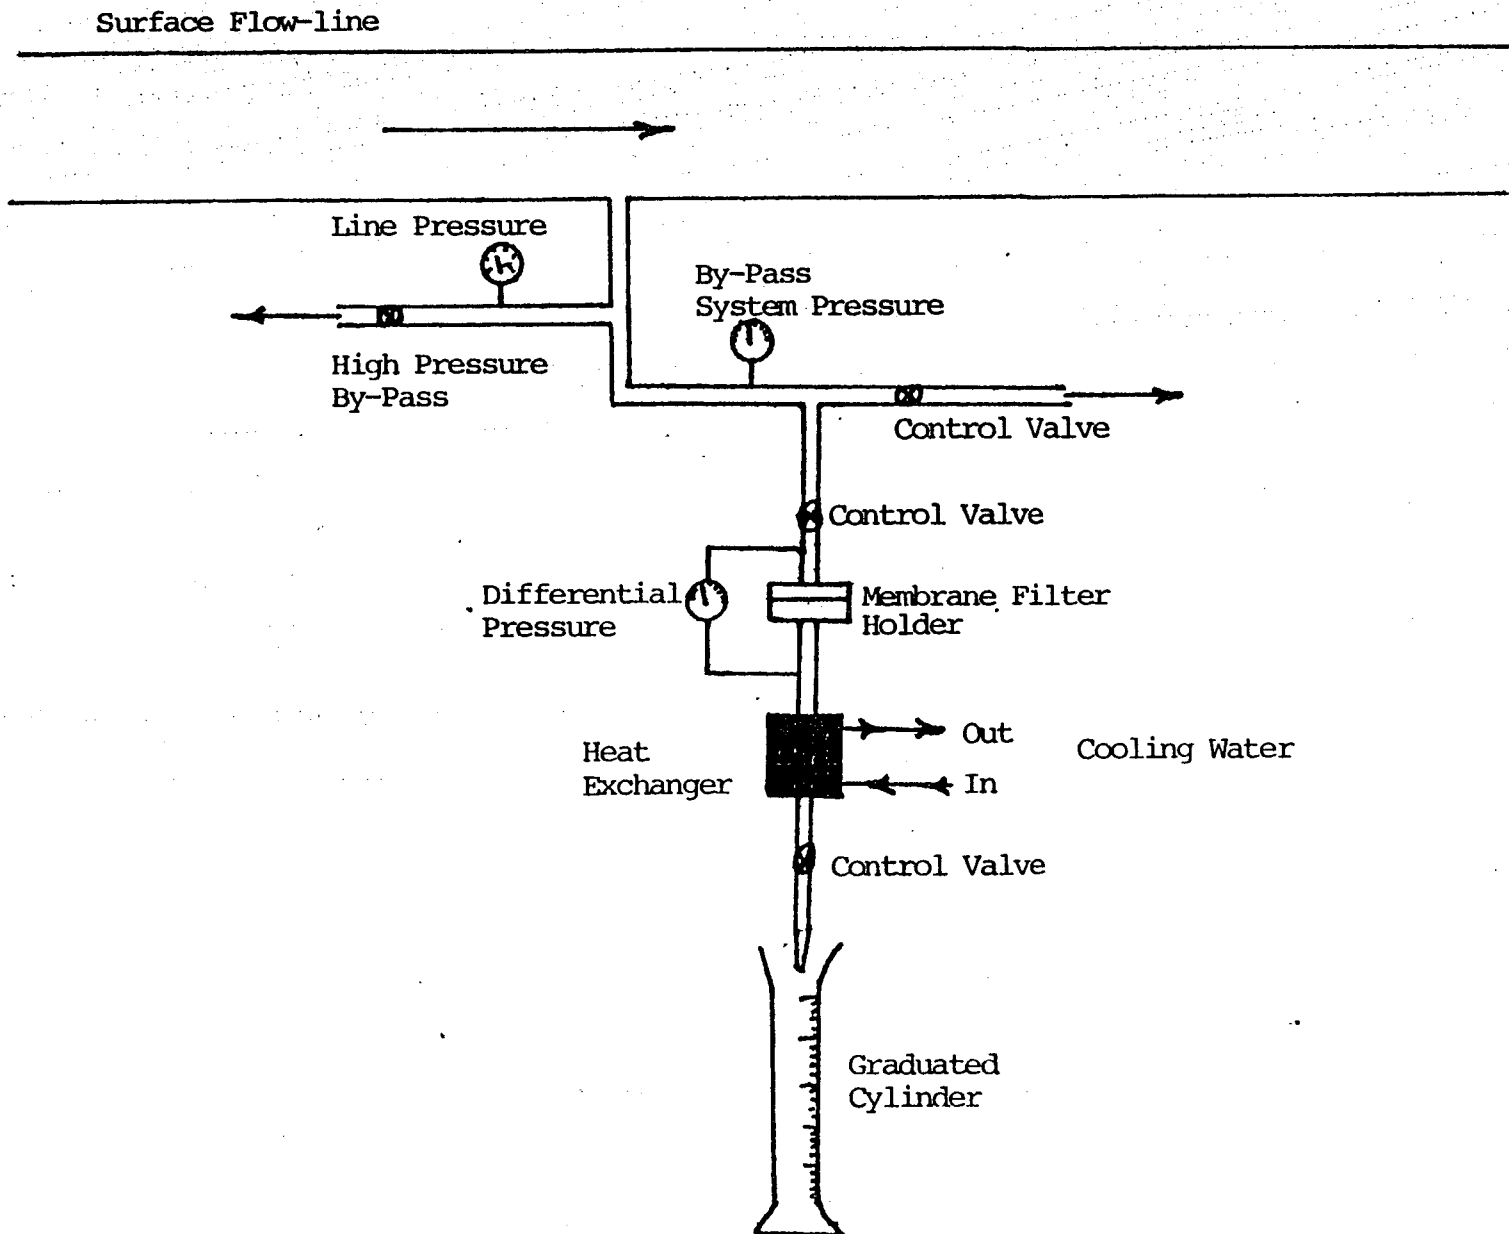 Surface Flow-line
Line Pressure
By-Pass
System Pressure
High Pressure
By-Pass
Control Valve
Control Valve
Differential
Pressure
Membrane Filter
Holder
Out
Heat
Exchanger
Cooling Water
In
Control Valve
Graduated
Cylinder